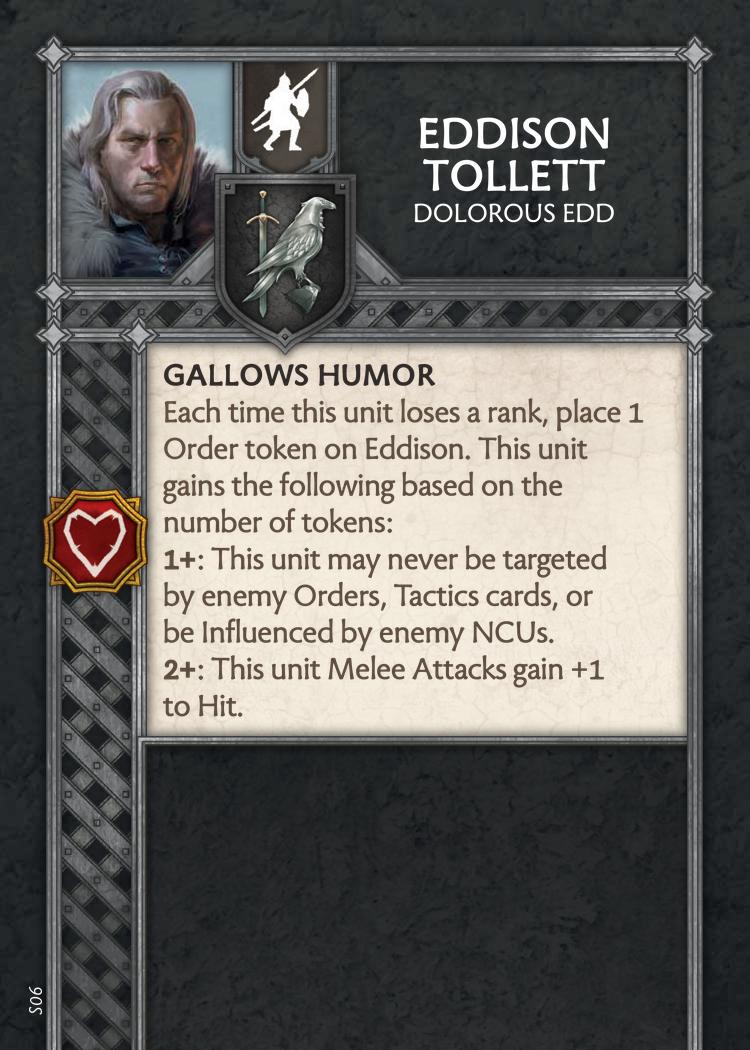 EDDISON
TOLLETT
DOLOROUS EDD
GALLOWS HUMOR
Each time this unit loses a rank, place 1
Order token on Eddison. This unit
gains the following based on the
number of tokens:
1+: This unit may never be targeted
by enemy Orders, Tactics cards, or
be Influenced by enemy NCUs.
2+: This unit Melee Attacks gain +1
to Hit.
S06